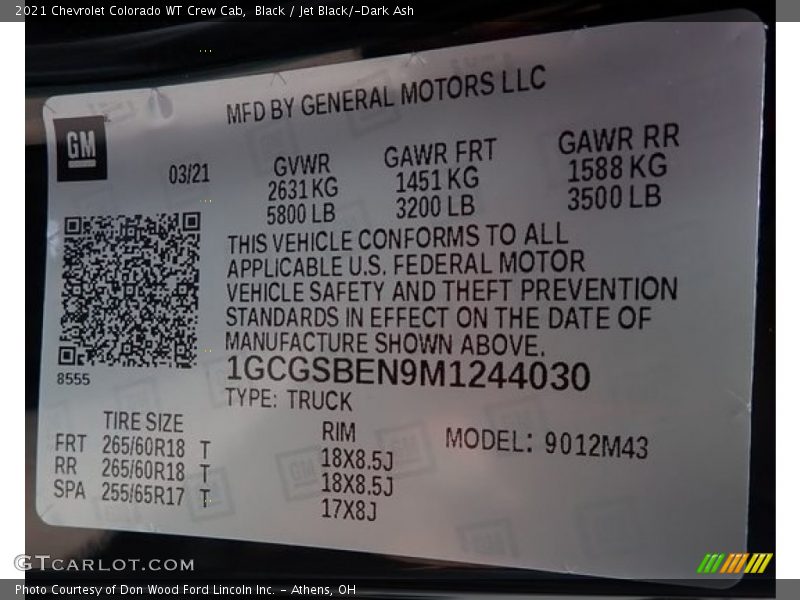 2021 Chevrolet Colorado WT Crew Cab,  Black / Jet Black/-Dark Ash
MFD BY GENERAL MOTORS LLC
GM
03/21
GVWR
2631 KG
5800 LB
GAWR FRT
1451 KG
3200 LB
GAWR RR
1588 KG
3500 LB
THIS VEHICLE CONFORMS TO ALL
APPLICABLE U.S. FEDERAL MOTOR
VEHICLE SAFETY AND THEFT PREVENTION
STANDARDS IN EFFECT ON THE DATE OF
MANUFACTURE SHOWN ABOVE.
8555
1GCGSBEN9M1244030
TYPE: TRUCK
TIRE SIZE
FRT 265/60R18 T
RR 265/60R18 T
SPA 255/65R17 T
RIM
18X8.5J
18X8.5J
17X8J
MODEL: 9012M43
GTCARLOT.COM
Photo Courtesy of Don Wood Ford Lincoln Inc. - Athens, OH